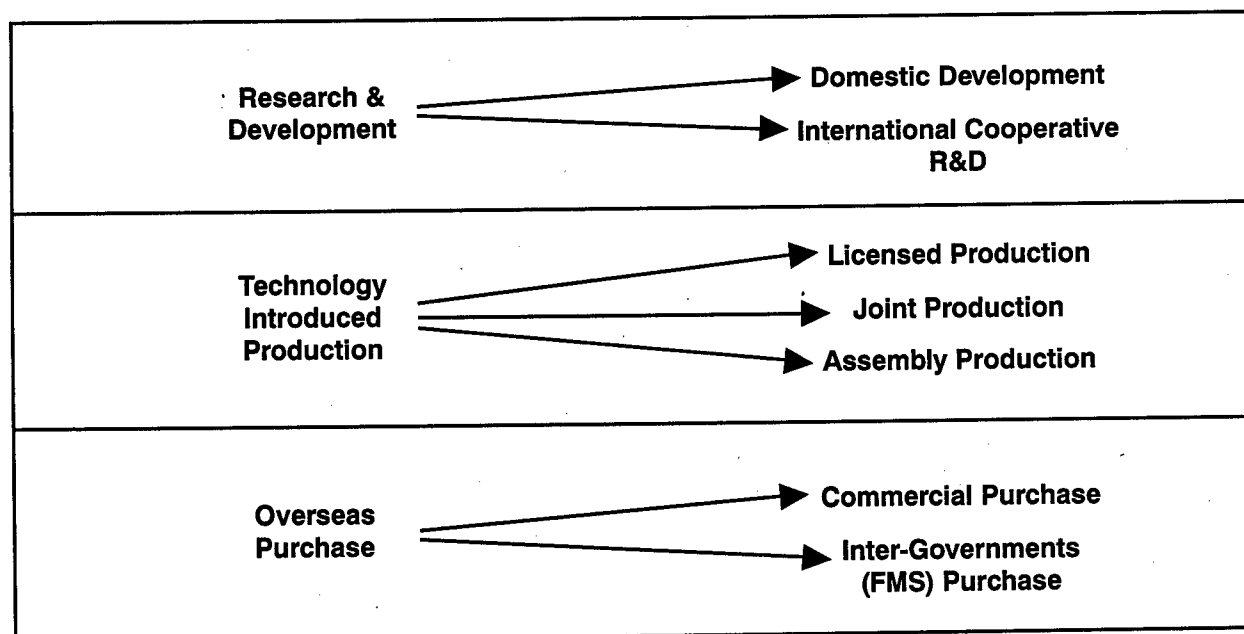 Research &
Development
Domestic Development
International Cooperative
R&D
Technology
Introduced
Production
Licensed Production
Joint Production
Assembly Production
Overseas
Purchase
Commercial Purchase
Inter-Governments
(FMS) Purchase